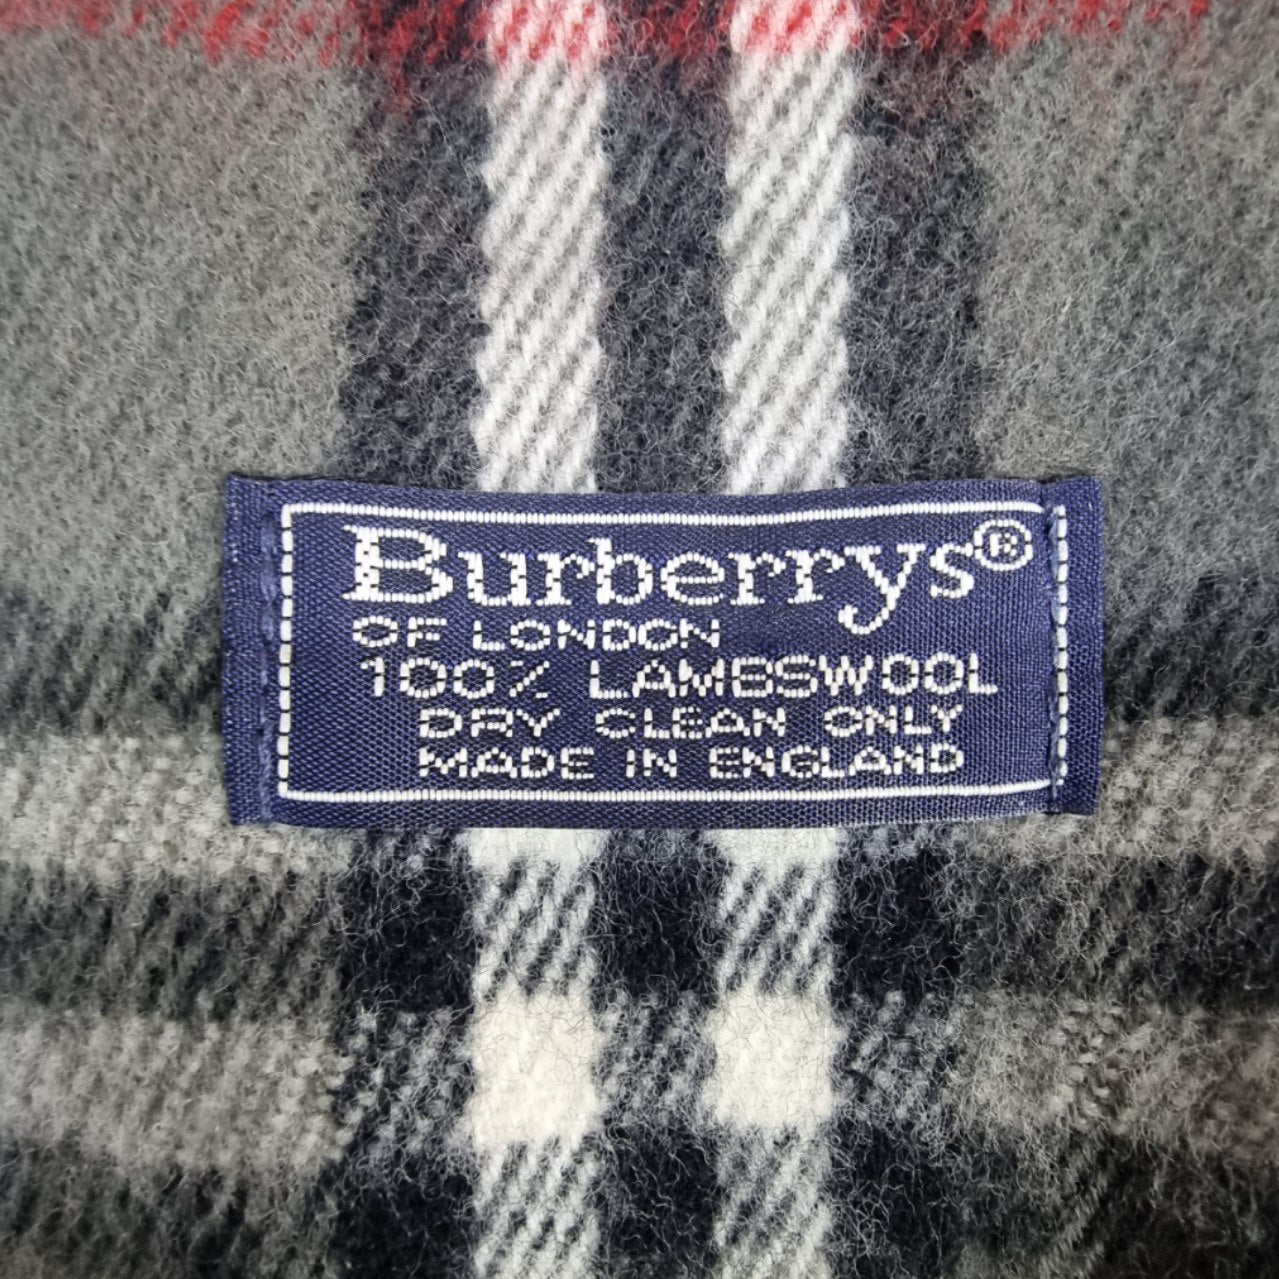 Burberrys®
OF LONDON
100% LAMBSWOOL
DRY CLEAN ONLY
MADE IN ENGLAND